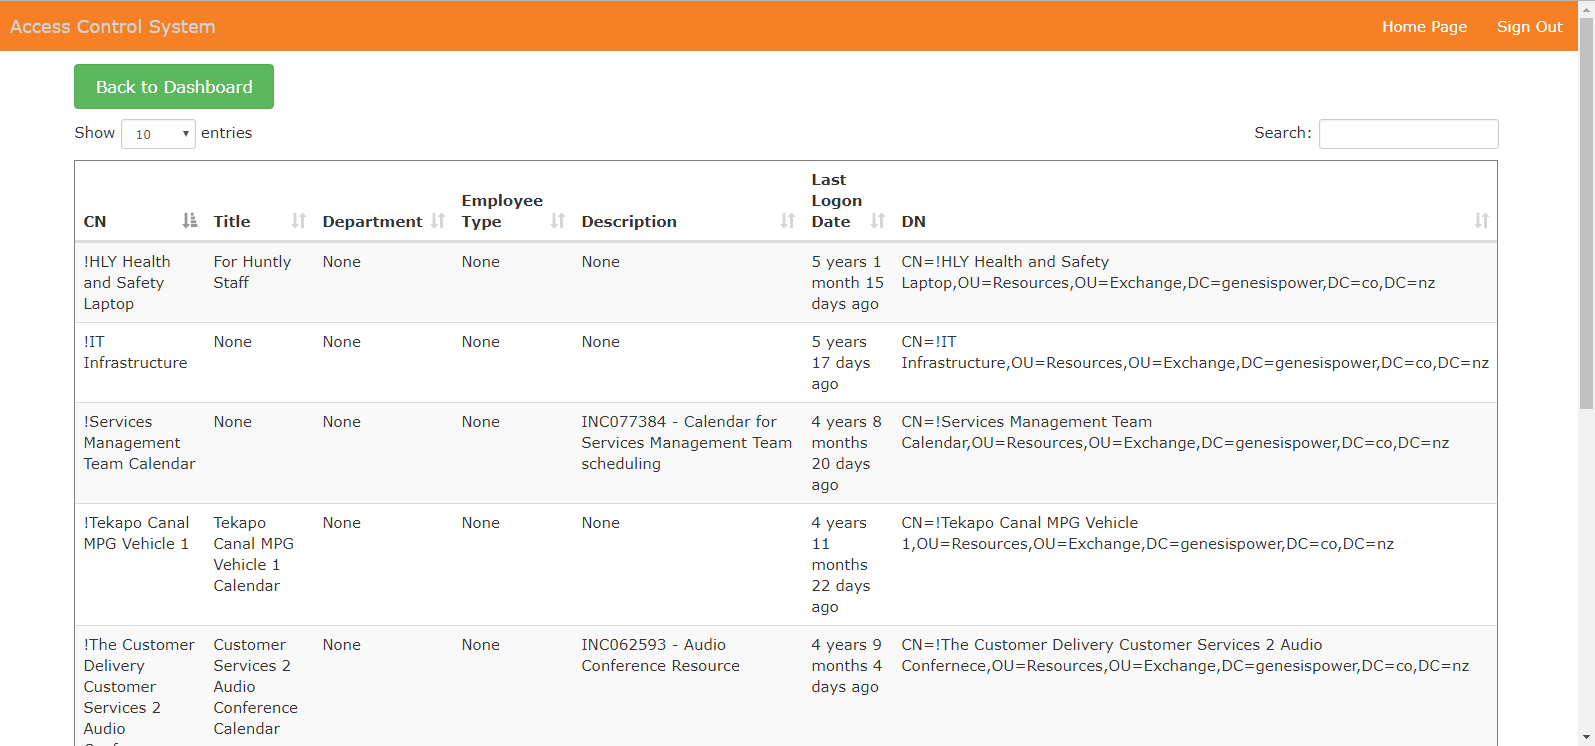 Access Control System
Home Page
Sign Out
Back to Dashboard
Show 10 entries
Search:
CN
Title
Department
Employee
Type
Description
Last
Logon
Date
DN
!HLY Health
and Safety
Laptop
For Huntly
Staff
None
None
None
5 years 1
month 15
days ago
CN=!HLY Health and Safety
Laptop,OU=Resources,OU=Exchange,DC=genesispower,DC=co,DC=nz
!IT
Infrastructure
None
None
None
None
5 years
17 days
ago
CN=!IT
Infrastructure,OU=Resources,OU=Exchange,DC=genesispower,DC=co,DC=nz
!Services
Management
Team Calendar
None
None
None
INC077384 - Calendar for
Services Management Team
scheduling
4 years 8
months
20 days
ago
CN=!Services Management Team
Calendar,OU=Resources,OU=Exchange,DC=genesispower,DC=co,DC=nz
!Tekapo Canal
MPG Vehicle 1
Tekapo
Canal MPG
Vehicle 1
Calendar
None
None
None
4 years
11
months
22 days
ago
CN=!Tekapo Canal MPG Vehicle
1,OU=Resources,OU=Exchange,DC=genesispower,DC=co,DC=nz
!The Customer
Delivery
Customer
Services 2
Audio
Customer
Services 2
Audio
Conference
Calendar
None
None
INC062593 - Audio
Conference Resource
4 years 9
months 4
days ago
CN=!The Customer Delivery Customer Services 2 Audio
Confernece,OU=Resources,OU=Exchange,DC=genesispower,DC=co,DC=nz